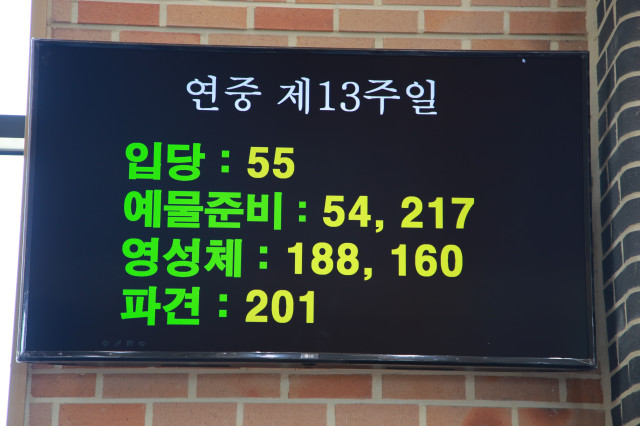 연중 제13주일
입당 : 55
예물준비 : 54, 217
영성체 : 188, 160
파견 : 201